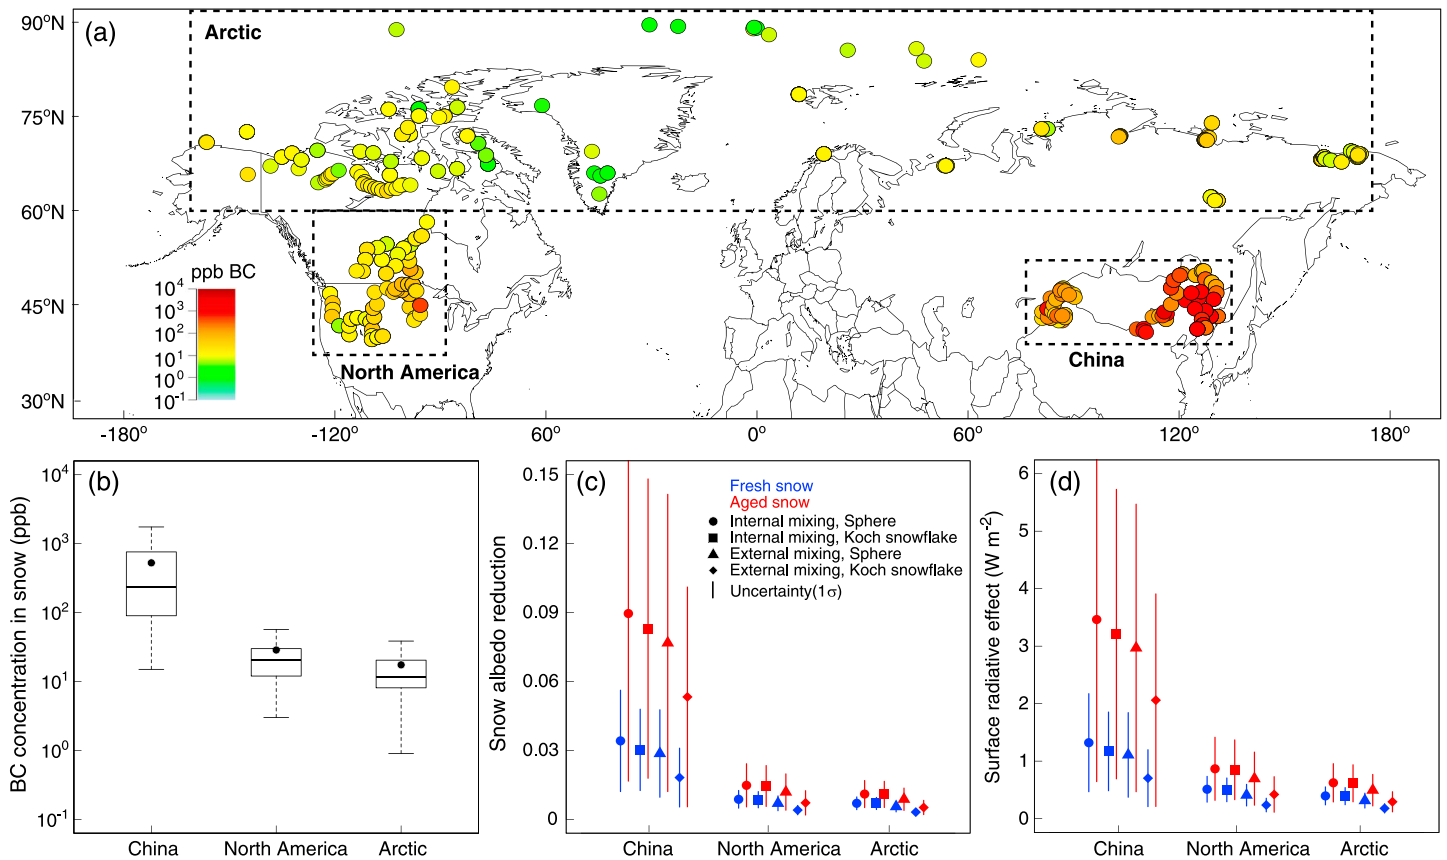 (a)
Arctic
90°N
75°N
60°N
45°N
30°N
ppb BC
10⁴
10³
10²
10¹
10⁰
10⁻¹
North America
China
-180°
-120°
60°
0°
60°
120°
180°
(b)
BC concentration in snow (ppb)
10⁴
10³
10²
10¹
10⁰
10⁻¹
China
North America
Arctic
(c)
Snow albedo reduction
0.15
0.12
0.09
0.06
0.03
0
Fresh snow
Aged snow
Internal mixing, Sphere
Internal mixing, Koch snowflake
External mixing, Sphere
External mixing, Koch snowflake
Uncertainty(1σ)
China
North America
Arctic
(d)
Surface radiative effect (W m⁻²)
6
5
4
3
2
1
0
China
North America
Arctic